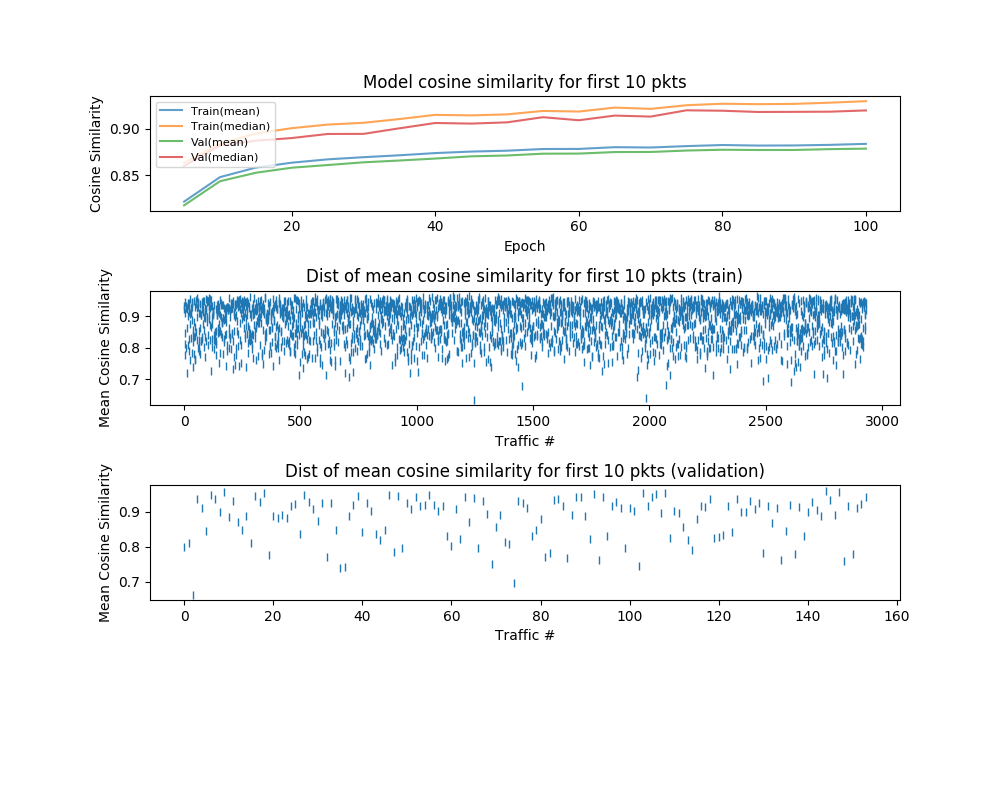 Model cosine similarity for first 10 pkts
Cosine Similarity
0.90
0.85
Train(mean)
Train(median)
Val(mean)
Val(median)
20 40 60 80 100
Epoch
Dist of mean cosine similarity for first 10 pkts (train)
Mean Cosine Similarity
0.9
0.8
0.7
0 500 1000 1500 2000 2500 3000
Traffic #
Dist of mean cosine similarity for first 10 pkts (validation)
Mean Cosine Similarity
0.9
0.8
0.7
0 20 40 60 80 100 120 140 160
Traffic #